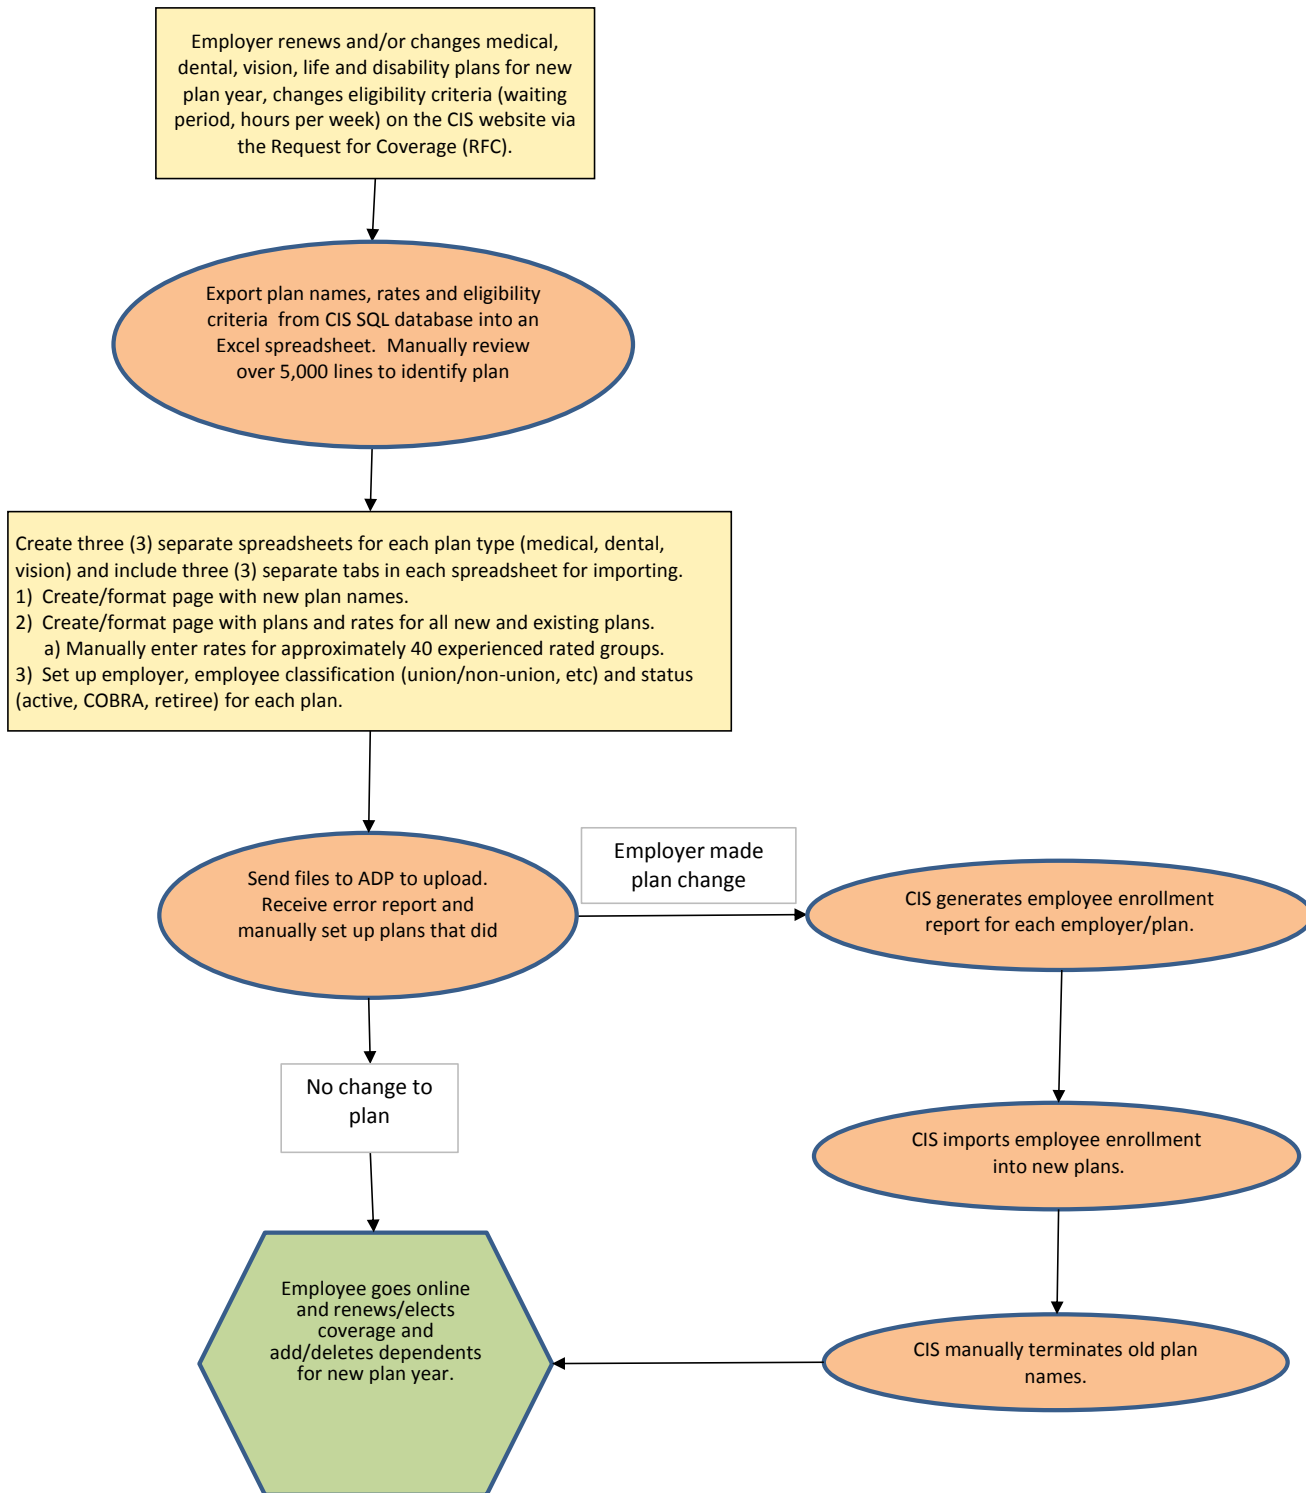 Employer renews and/or changes medical,
dental, vision, life and disability plans for new
plan year, changes eligibility criteria (waiting
period, hours per week) on the CIS website via
the Request for Coverage (RFC).
Export plan names, rates and eligibility
criteria  from CIS SQL database into an
Excel spreadsheet.  Manually review
over 5,000 lines to identify plan
Create three (3) separate spreadsheets for each plan type (medical, dental,
vision) and include three (3) separate tabs in each spreadsheet for importing.
1)  Create/format page with new plan names.
2)  Create/format page with plans and rates for all new and existing plans.
a) Manually enter rates for approximately 40 experienced rated groups.
3)  Set up employer, employee classification (union/non-union, etc) and status
(active, COBRA, retiree) for each plan.
Send files to ADP to upload.
Receive error report and
manually set up plans that did
Employer made
plan change
CIS generates employee enrollment
report for each employer/plan.
No change to
plan
CIS imports employee enrollment
into new plans.
Employee goes online
and renews/elects
coverage and
add/deletes dependents
for new plan year.
CIS manually terminates old plan
names.